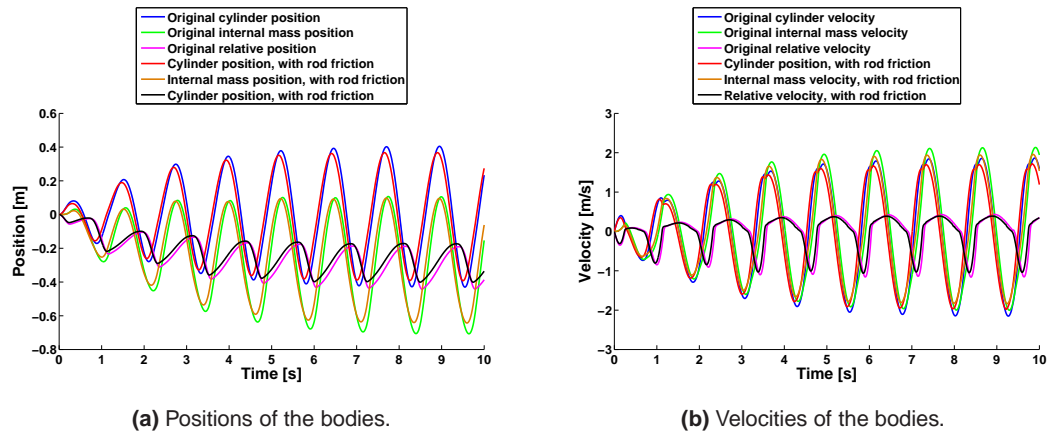 Original cylinder position
Original internal mass position
Original relative position
Cylinder position, with rod friction
Internal mass position, with rod friction
Cylinder position, with rod friction
0.6
0.4
0.2
0
−0.2
−0.4
−0.6
−0.8
Position [m]
0 1 2 3 4 5 6 7 8 9 10
Time [s]
(a) Positions of the bodies.
Original cylinder velocity
Original internal mass velocity
Original relative velocity
Cylinder position, with rod friction
Internal mass velocity, with rod friction
Relative velocity, with rod friction
3
2
1
0
−1
−2
−3
Velocity [m/s]
0 1 2 3 4 5 6 7 8 9 10
Time [s]
(b) Velocities of the bodies.